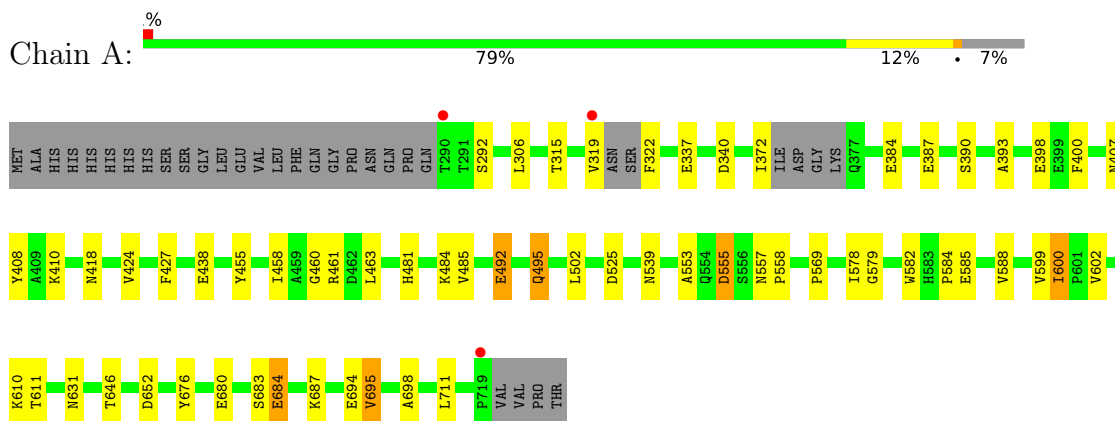 .%
Chain A:
79% 12% • 7%
MET ALA HIS HIS HIS HIS HIS HIS SER SER GLY LEU GLU VAL LEU PHE GLN GLY PRO ASN GLN PRO GLN T290 T291 S292 L306 T315 V319 ASN SER F322 E337 D340 I372 ILE ASP GLY LYS Q377 E384 E387 S390 A393 E398 E399 F400 N407
Y408 A409 K410 N418 V424 F427 E438 Y455 I458 A459 G460 R461 D462 L463 H481 K484 V485 E492 Q495 L502 D525 N539 A553 Q554 D555 S556 N557 P558 P569 I578 G579 W582 H583 P584 E585 V588 V599 I600 P601 V602
K610 T611 N631 T646 D652 Y676 E680 S683 E684 K687 E694 V695 A698 L711 P719 VAL VAL PRO THR